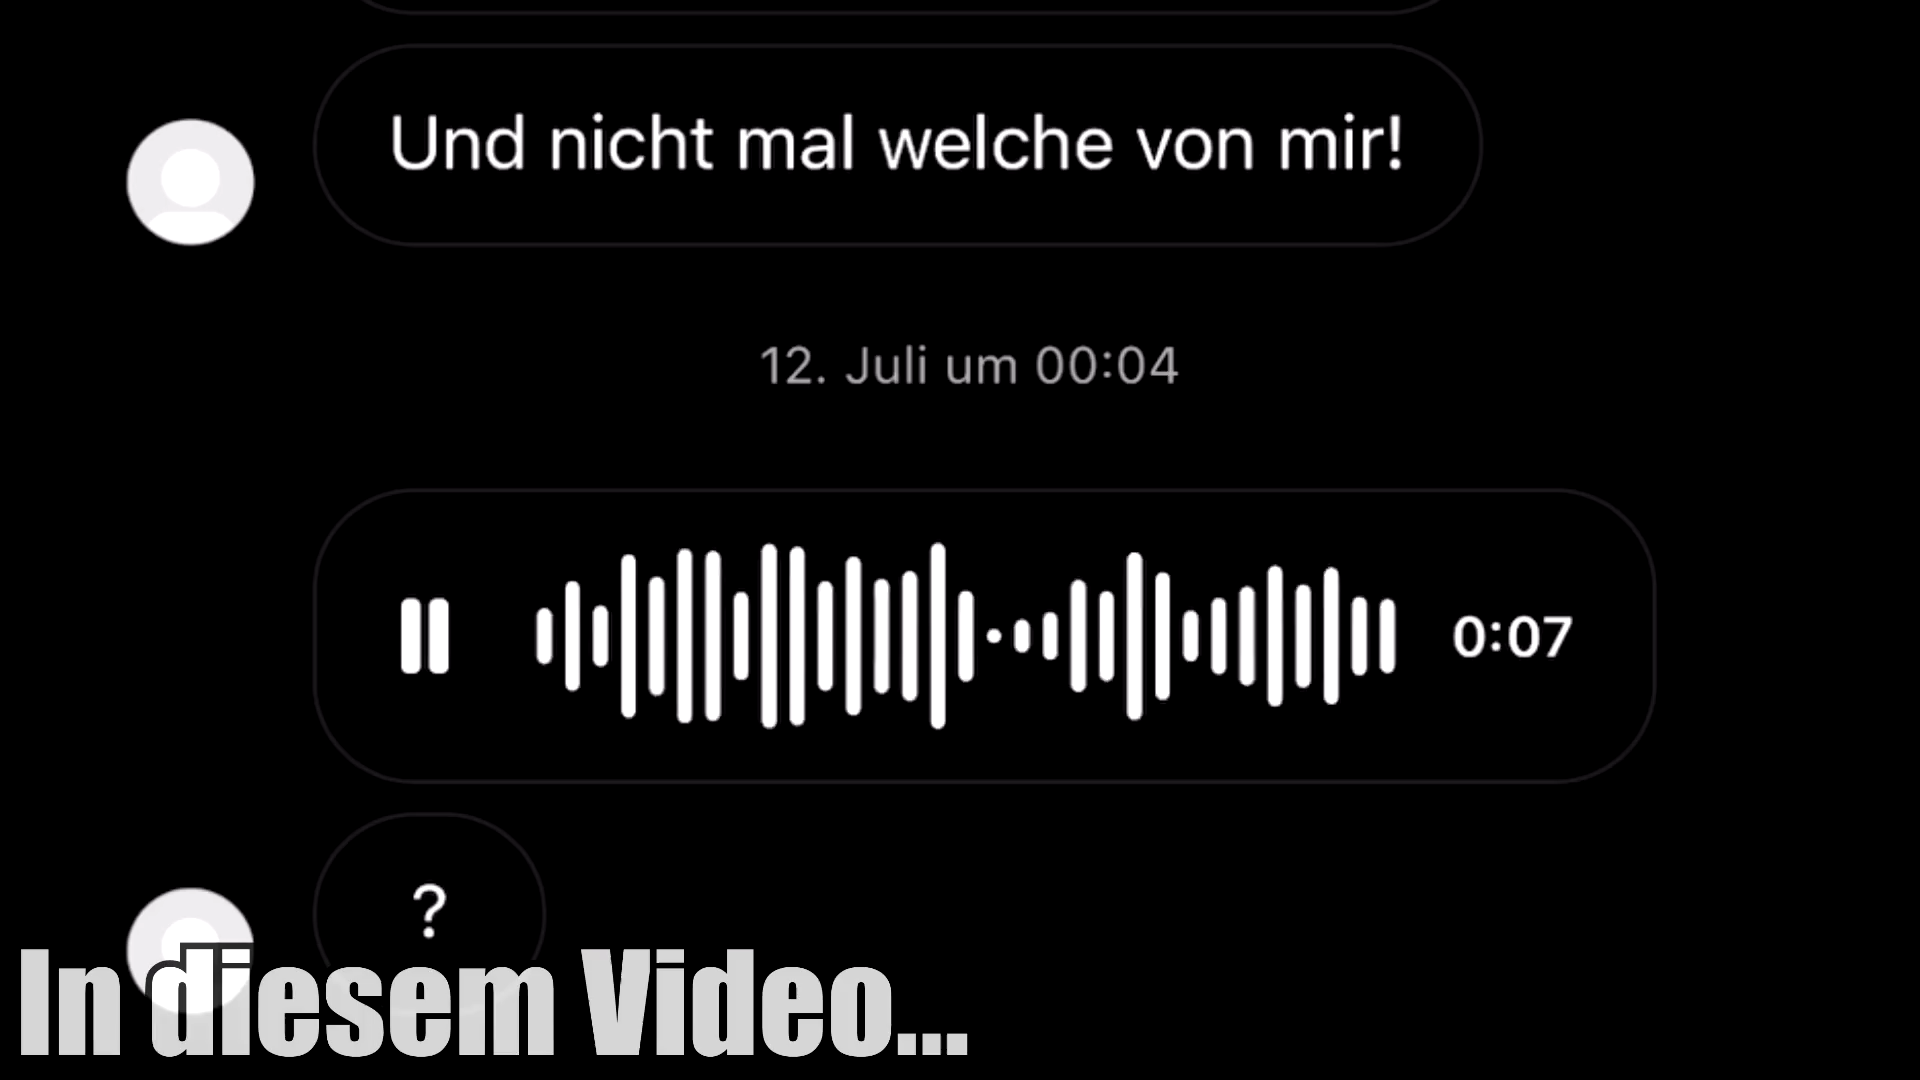 Und nicht mal welche von mir!
12. Juli um 00:04
0:07
?
In diesem Video...